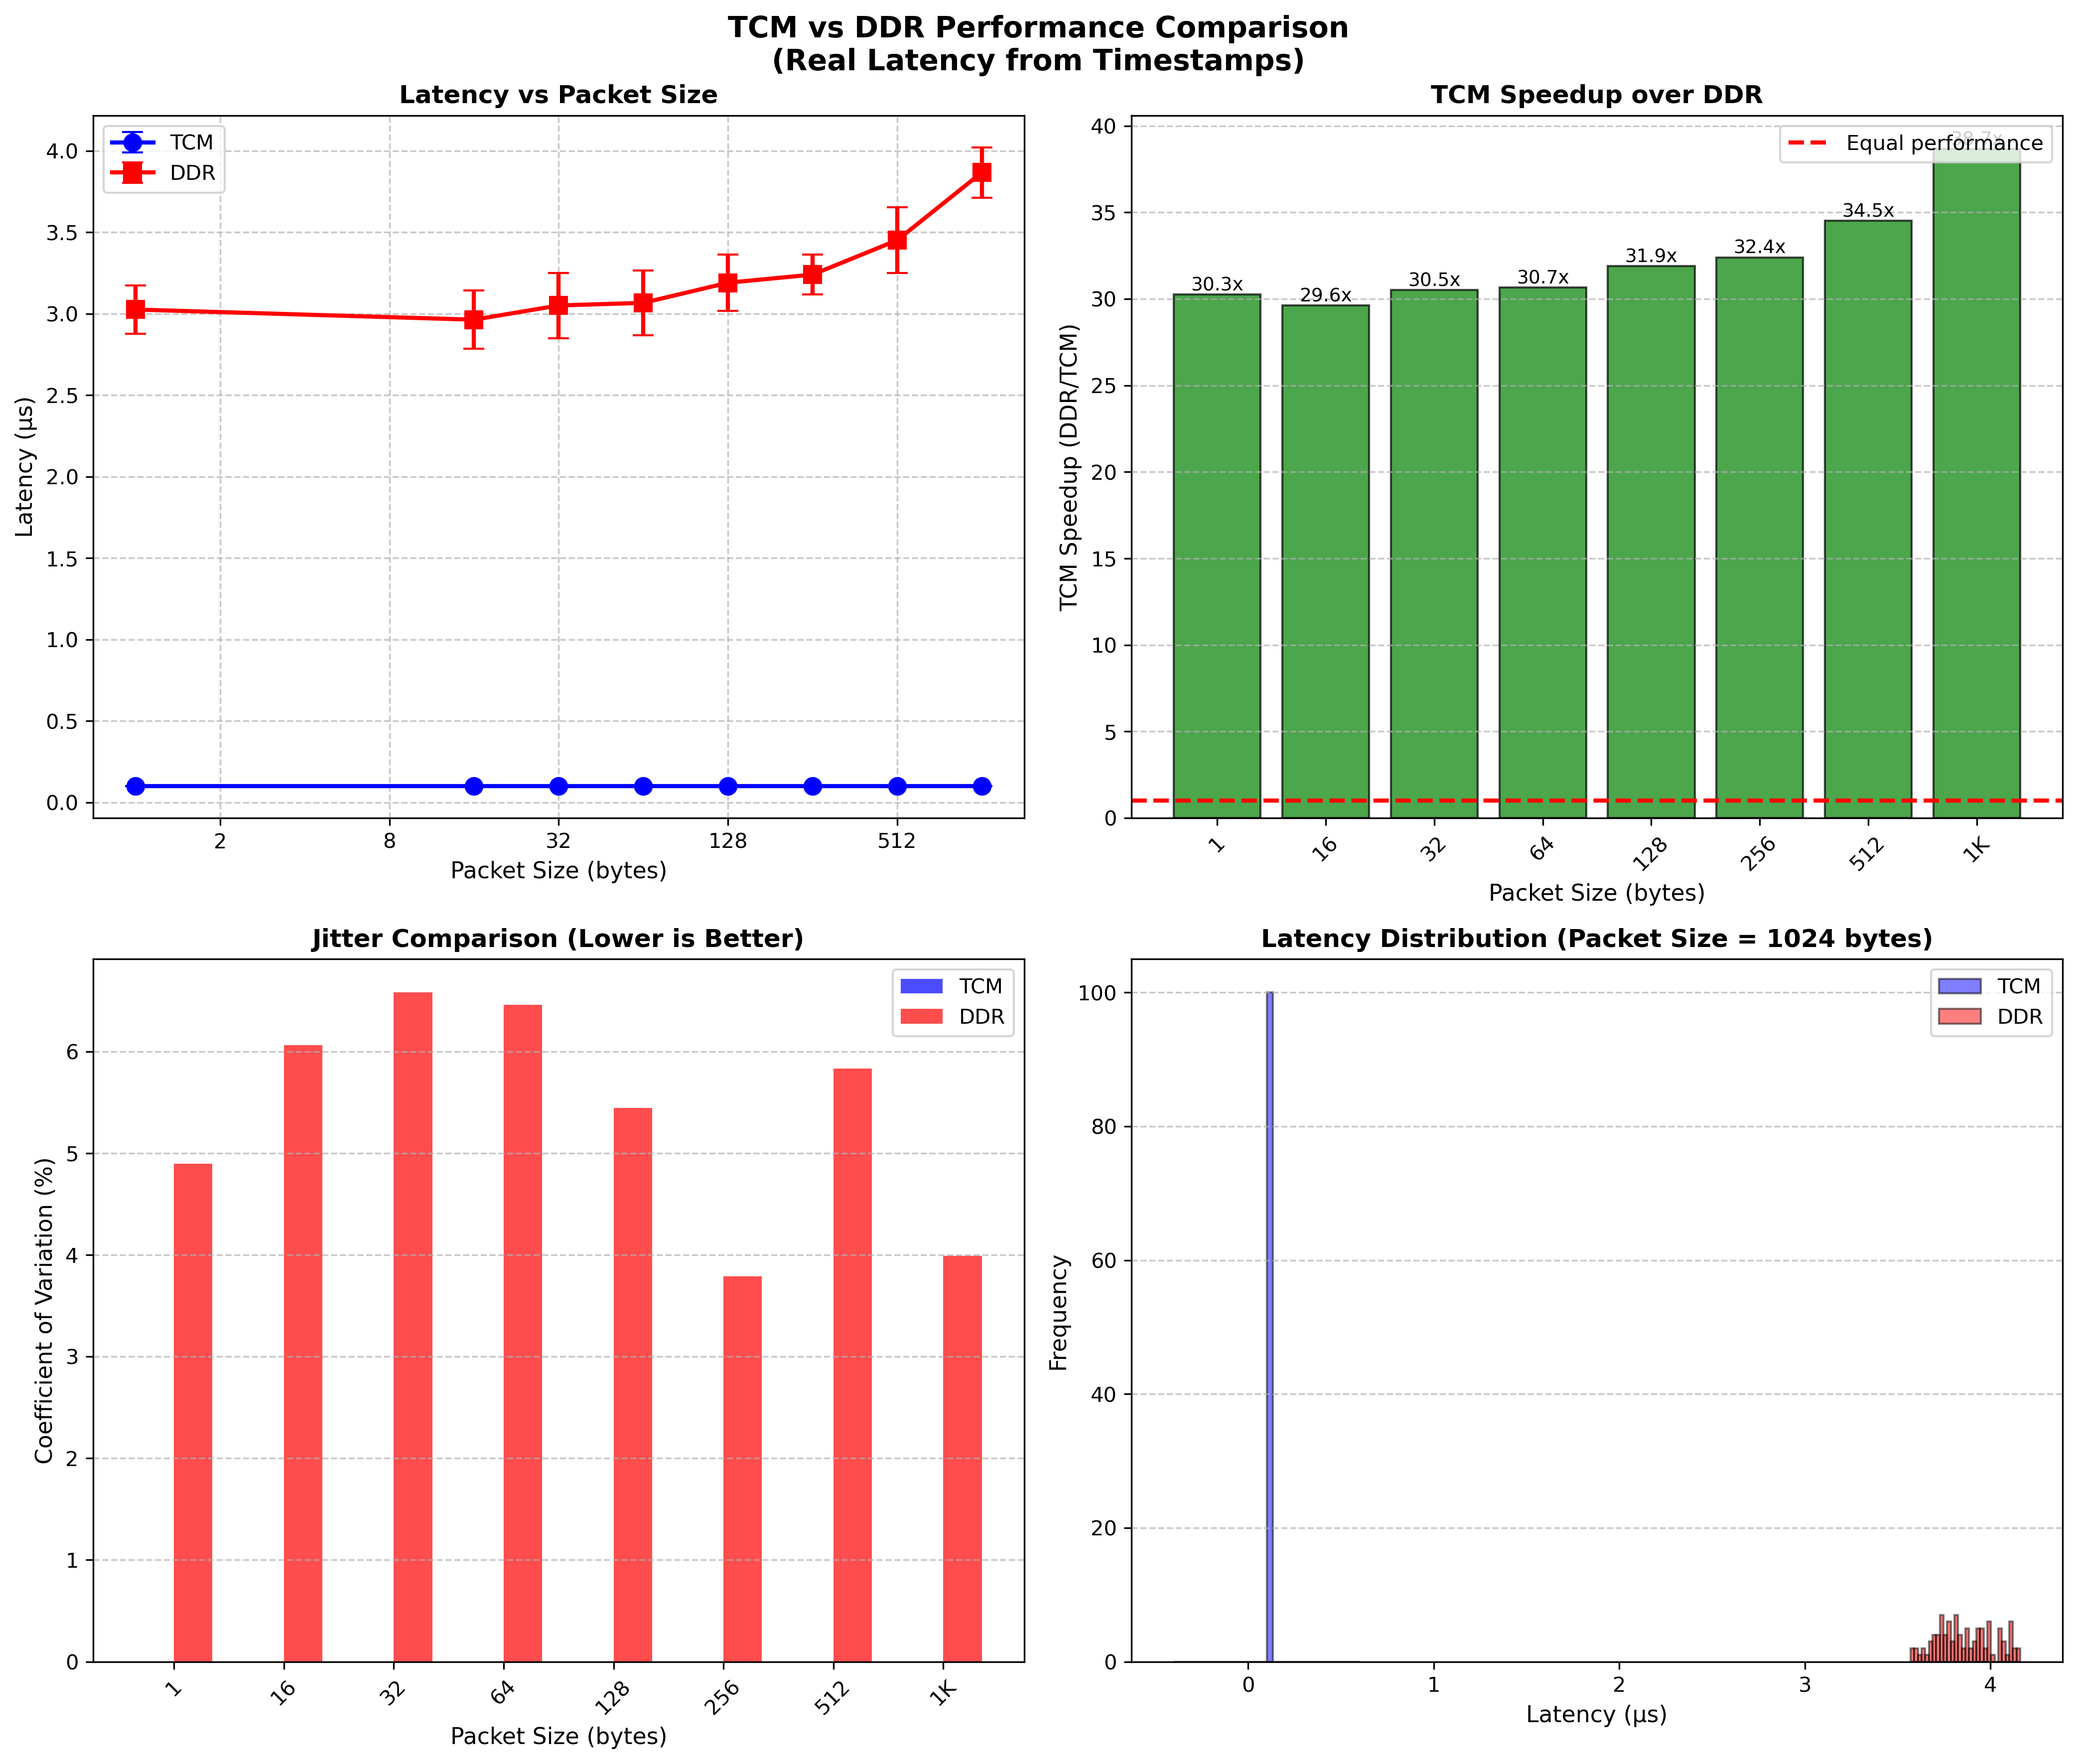 TCM vs DDR Performance Comparison
(Real Latency from Timestamps)
Latency vs Packet Size
TCM
DDR
Latency (µs)
4.0
3.5
3.0
2.5
2.0
1.5
1.0
0.5
0.0
2 8 32 128 512
Packet Size (bytes)
TCM Speedup over DDR
Equal performance
38.7x
34.5x
32.4x
31.9x
30.7x
30.5x
29.6x
30.3x
TCM Speedup (DDR/TCM)
40
35
30
25
20
15
10
5
0
1 16 32 64 128 256 512 1K
Packet Size (bytes)
Jitter Comparison (Lower is Better)
TCM
DDR
Coefficient of Variation (%)
6
5
4
3
2
1
0
1 16 32 64 128 256 512 1K
Packet Size (bytes)
Latency Distribution (Packet Size = 1024 bytes)
TCM
DDR
Frequency
100
80
60
40
20
0
0 1 2 3 4
Latency (µs)